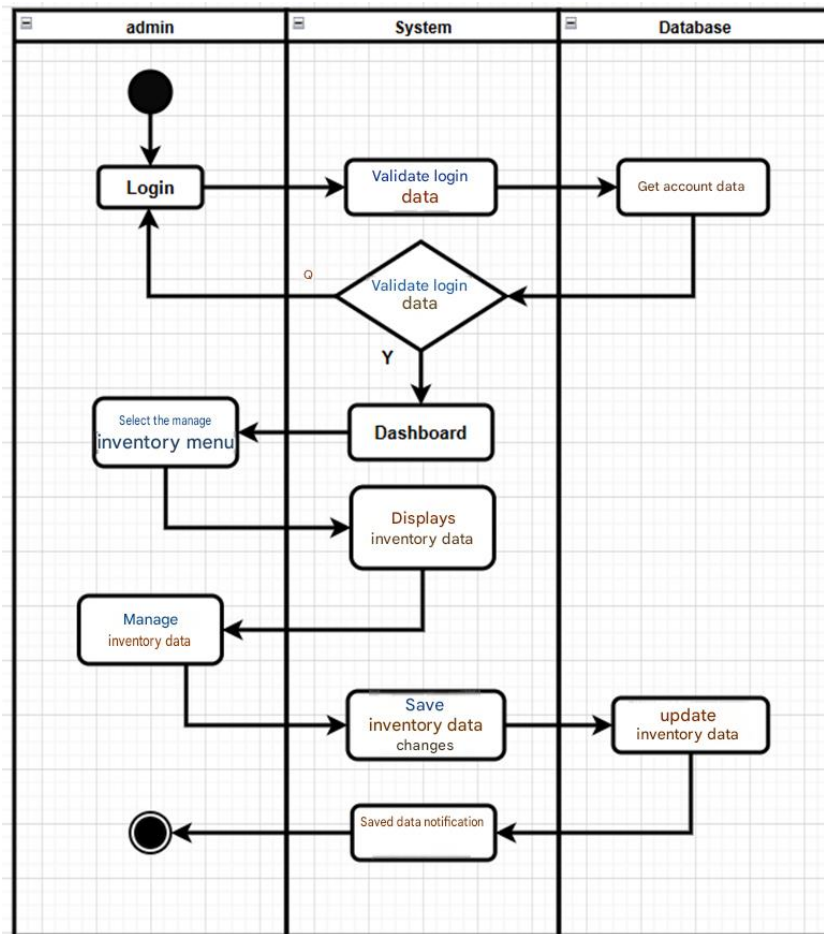 admin
System
Database
Login
Validate login
data
Get account data
Q
Validate login
data
Y
Select the manage
inventory menu
Dashboard
Displays
inventory data
Manage
inventory data
Save
inventory data
changes
update
inventory data
Saved data notification